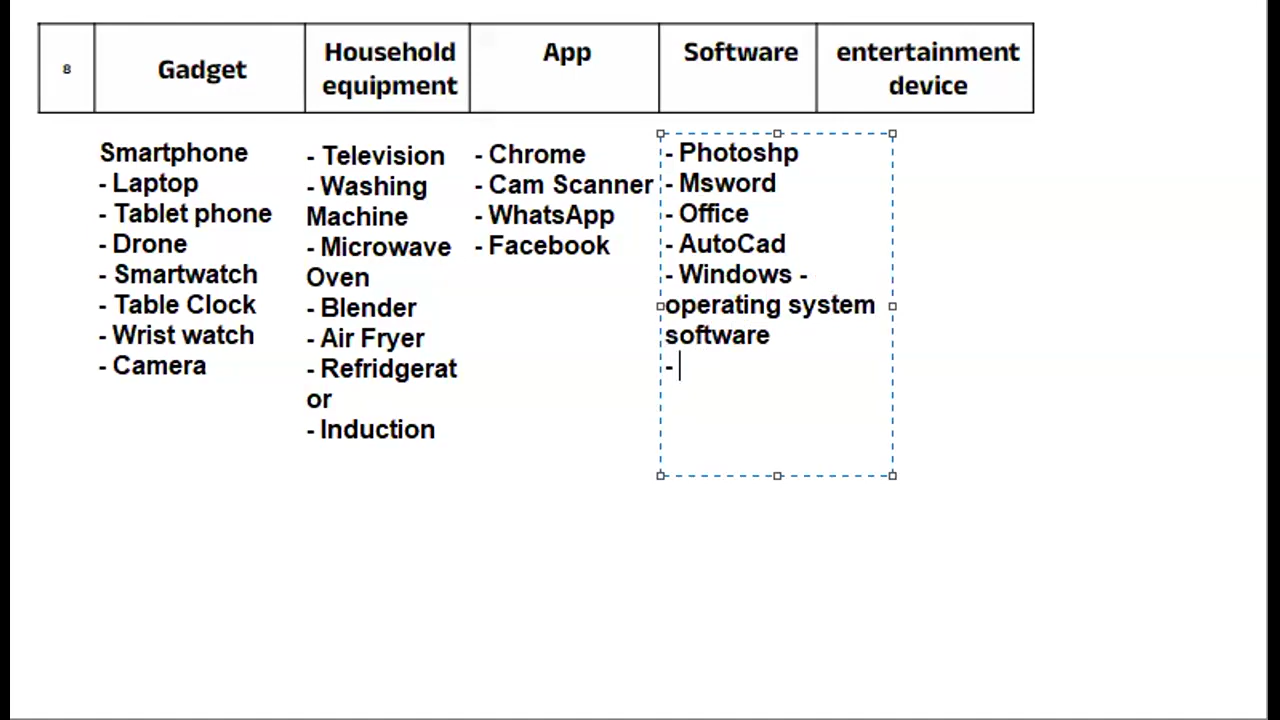 8
Gadget
Household
equipment
App
Software
entertainment
device
Smartphone
- Laptop
- Tablet phone
- Drone
- Smartwatch
- Table Clock
- Wrist watch
- Camera
- Television
- Washing
Machine
- Microwave
Oven
- Blender
- Air Fryer
- Refridgerat
or
- Induction
- Chrome
- Cam Scanner
- WhatsApp
- Facebook
- Photoshp
- Msword
- Office
- AutoCad
- Windows -
operating system
software
-